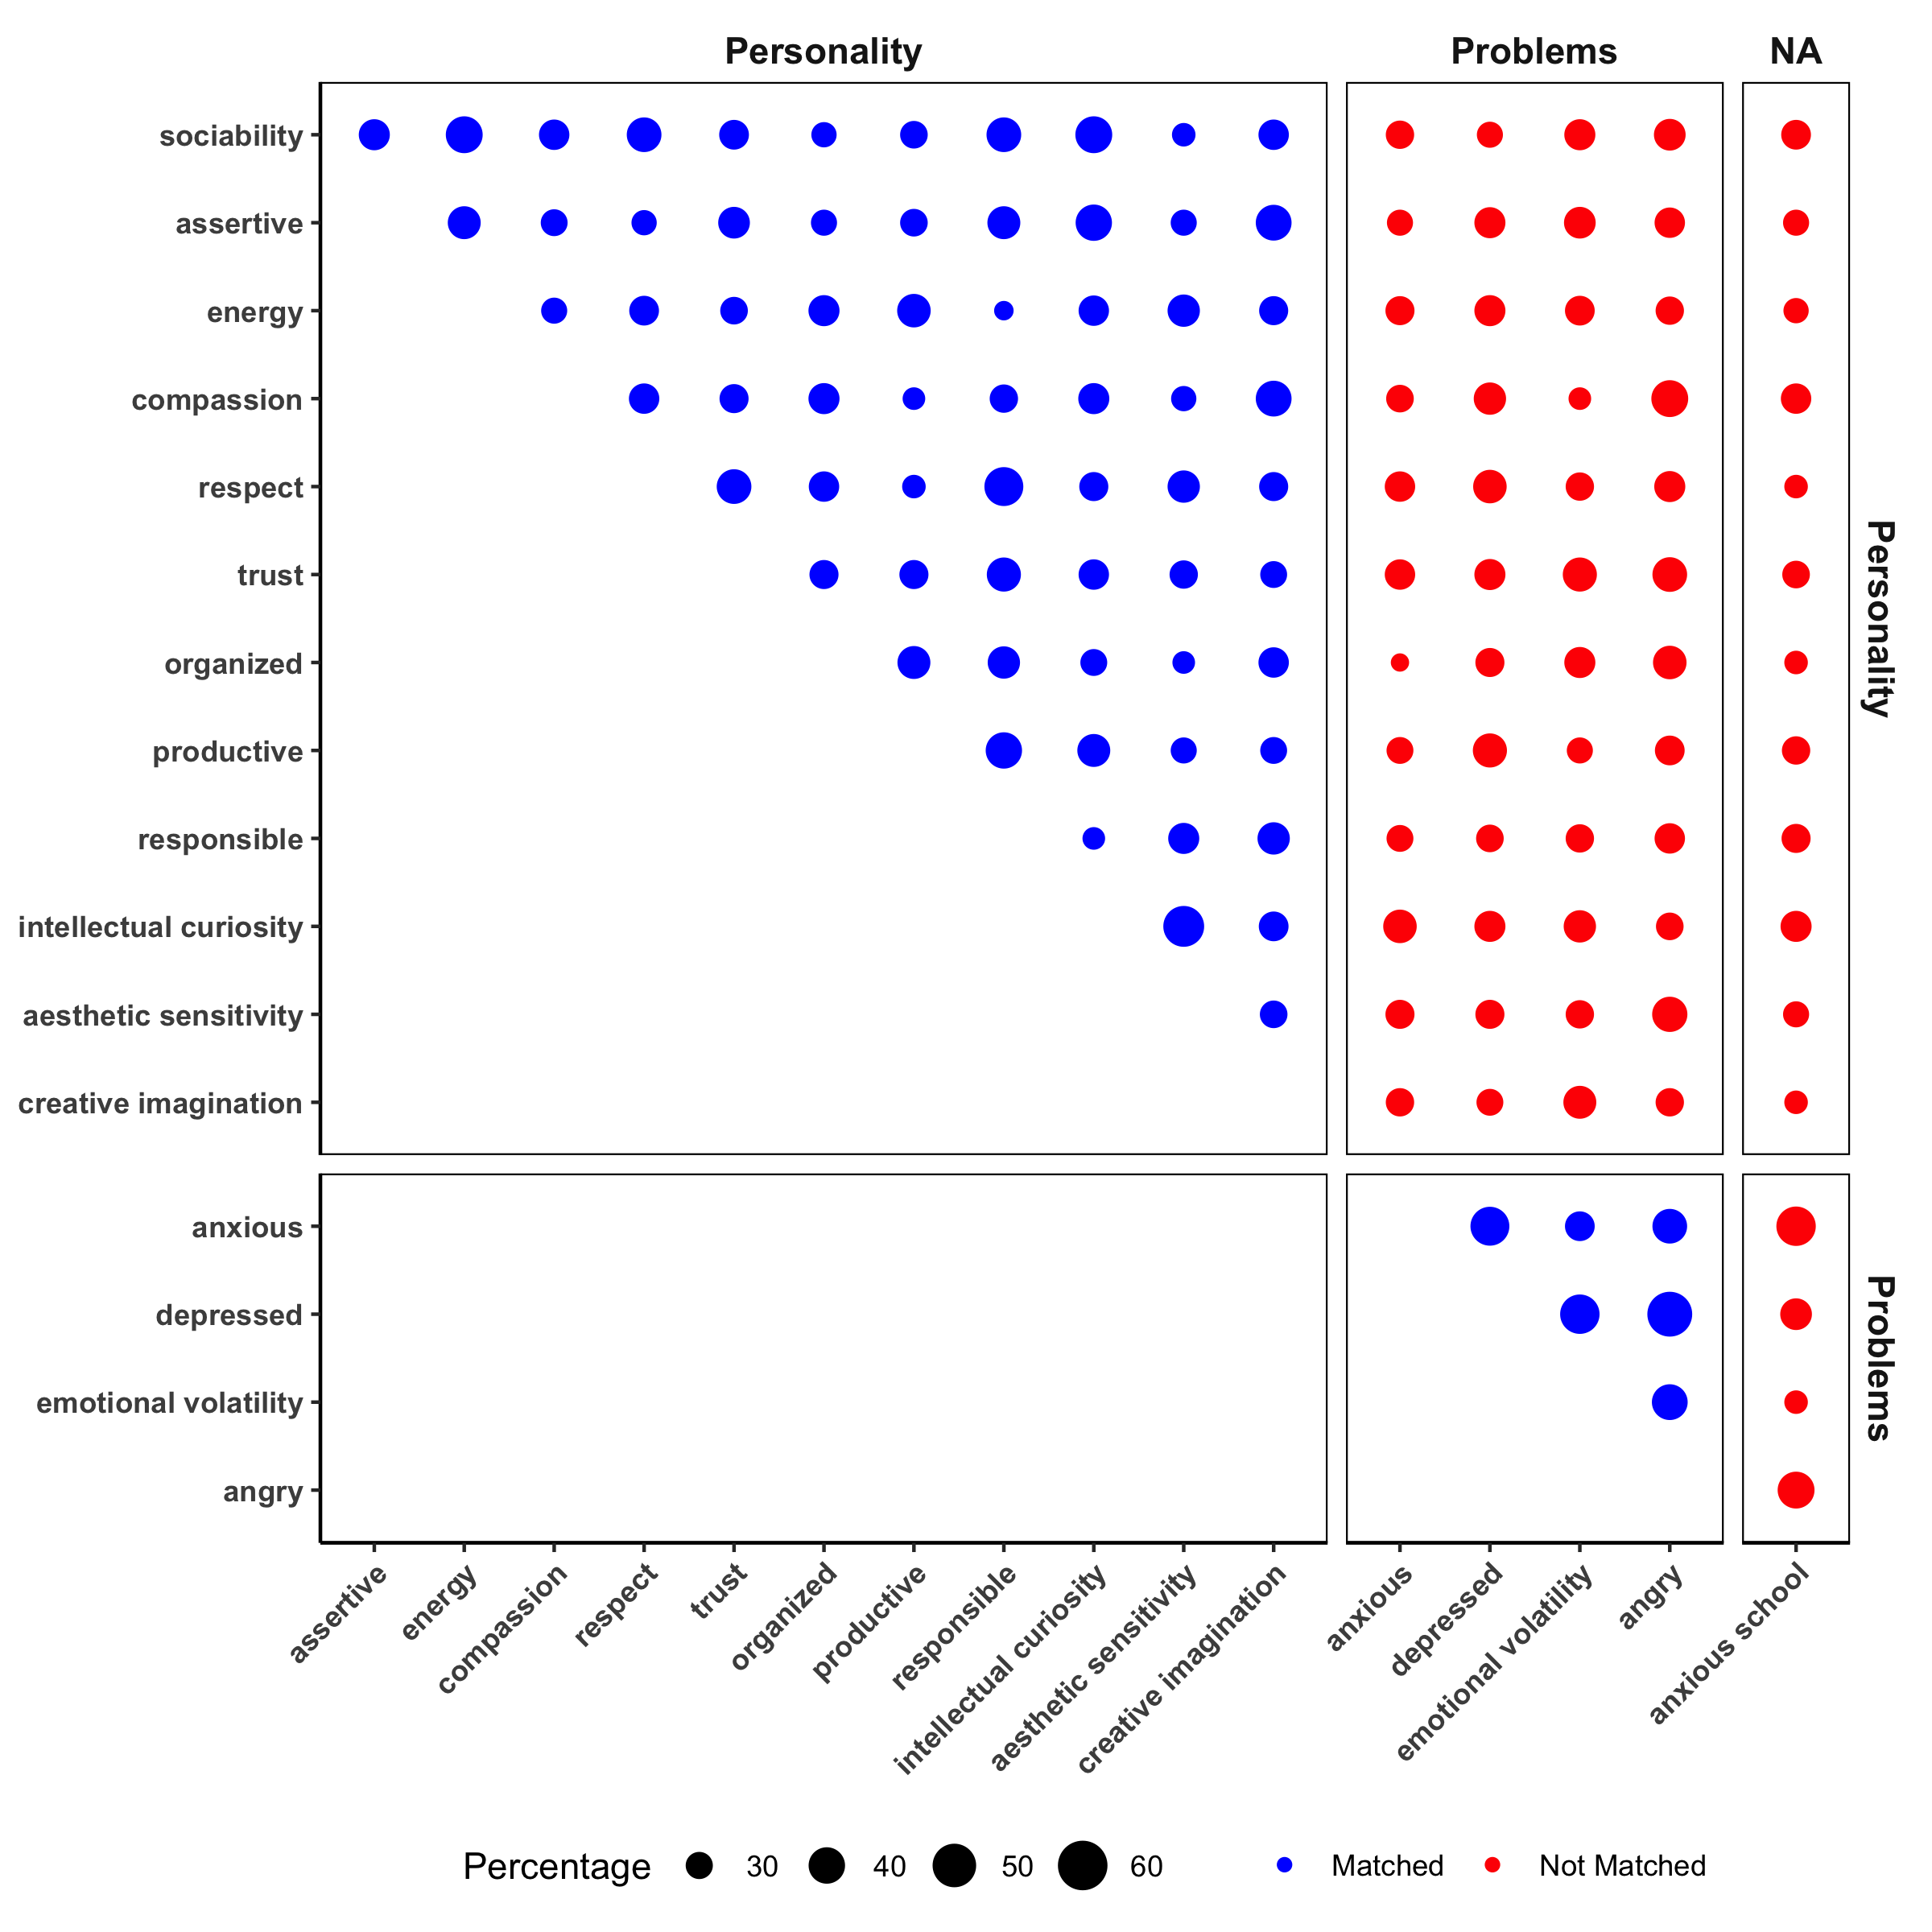 Personality Problems NA
sociability
assertive
energy
compassion
respect
trust
organized
productive
responsible
intellectual curiosity
aesthetic sensitivity
creative imagination
Personality
anxious
depressed
emotional volatility
angry
Problems
assertive
energy
compassion
respect
trust
organized
productive
responsible
intellectual curiosity
aesthetic sensitivity
creative imagination
anxious
depressed
emotional volatility
angry
anxious school
Percentage 30 40 50 60 Matched Not Matched